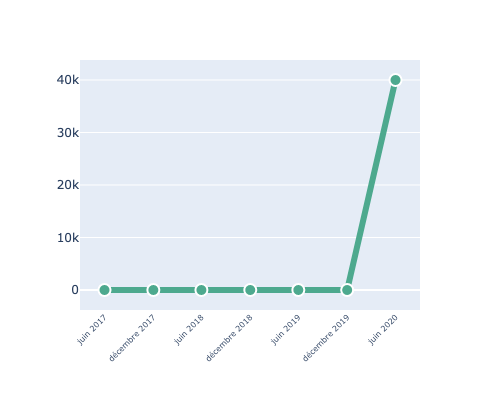 40k
30k
20k
10k
0
juin 2017
décembre 2017
juin 2018
décembre 2018
juin 2019
décembre 2019
juin 2020